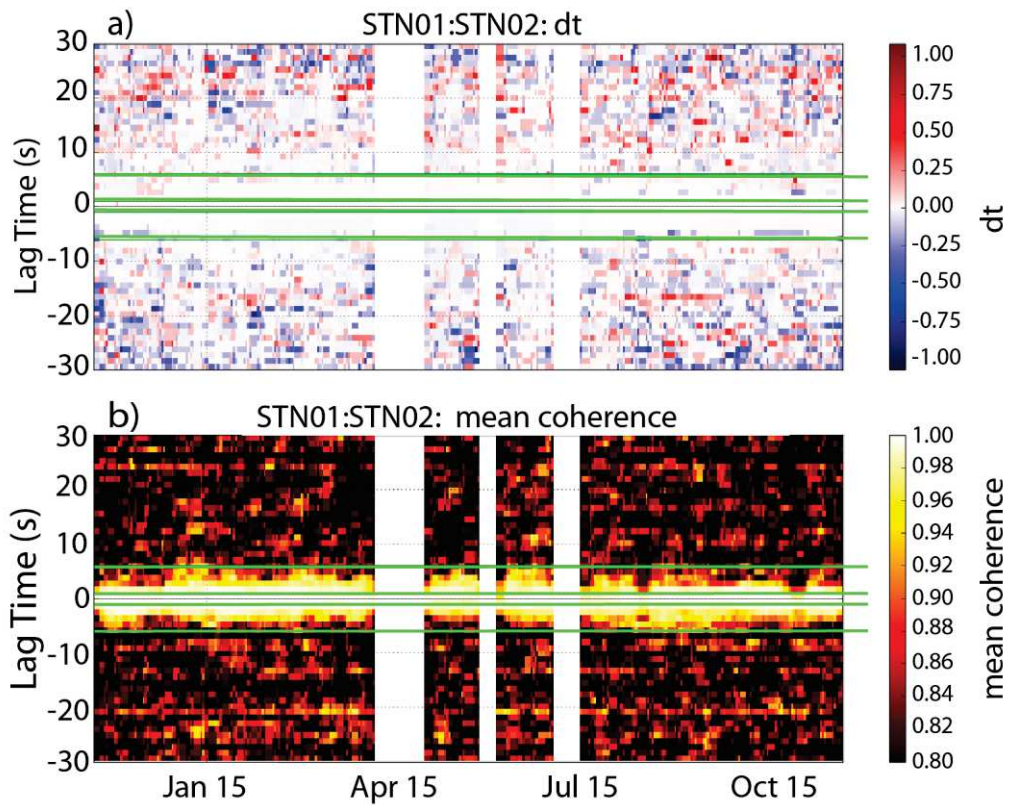 a)
STN01:STN02: dt
30
20
10
0
-10
-20
-30
Lag Time (s)
1.00
0.75
0.50
0.25
0.00
-0.25
-0.50
-0.75
-1.00
dt
b)
STN01:STN02: mean coherence
30
20
10
0
-10
-20
-30
Lag Time (s)
Jan 15
Apr 15
Jul 15
Oct 15
1.00
0.98
0.96
0.94
0.92
0.90
0.88
0.86
0.84
0.82
0.80
mean coherence